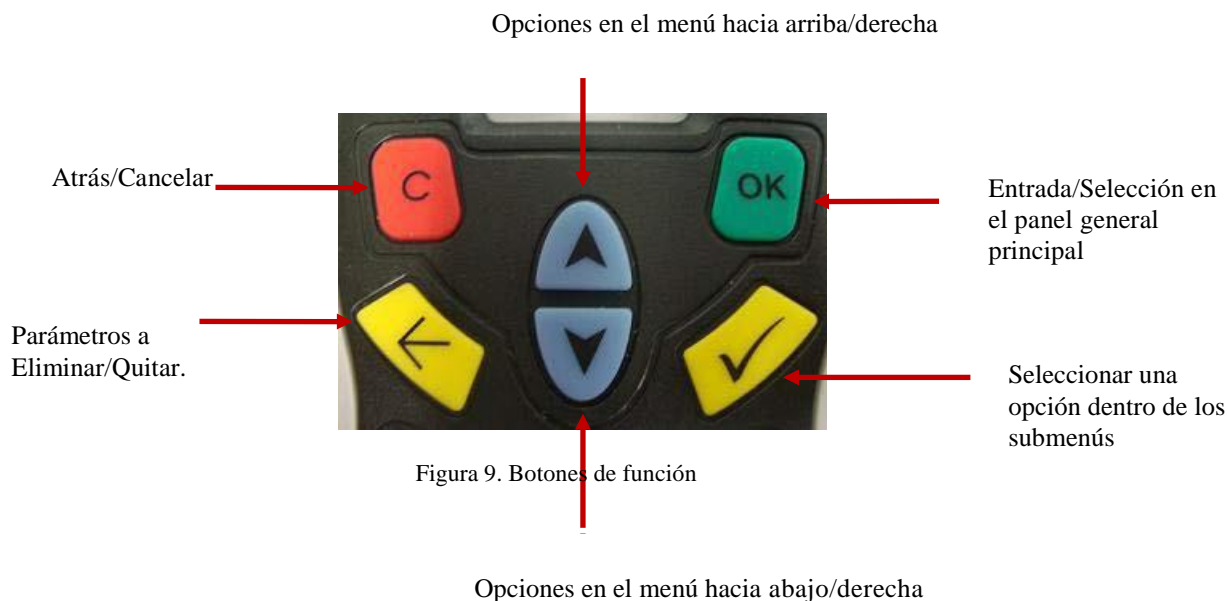 Opciones en el menú hacia arriba/derecha
Atrás/Cancelar
C
OK
Entrada/Selección en
el panel general
principal
Parámetros a
Eliminar/Quitar.
Seleccionar una
opción dentro de los
submenús
Figura 9. Botones de función
Opciones en el menú hacia abajo/derecha